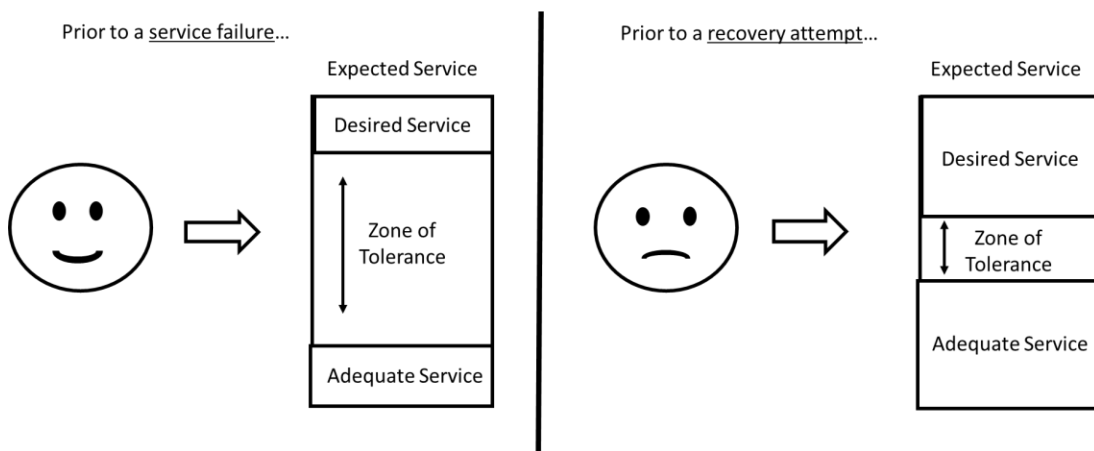 Prior to a service failure...
Expected Service
Desired Service
Zone of
Tolerance
Adequate Service
Prior to a recovery attempt...
Expected Service
Desired Service
Zone of
Tolerance
Adequate Service